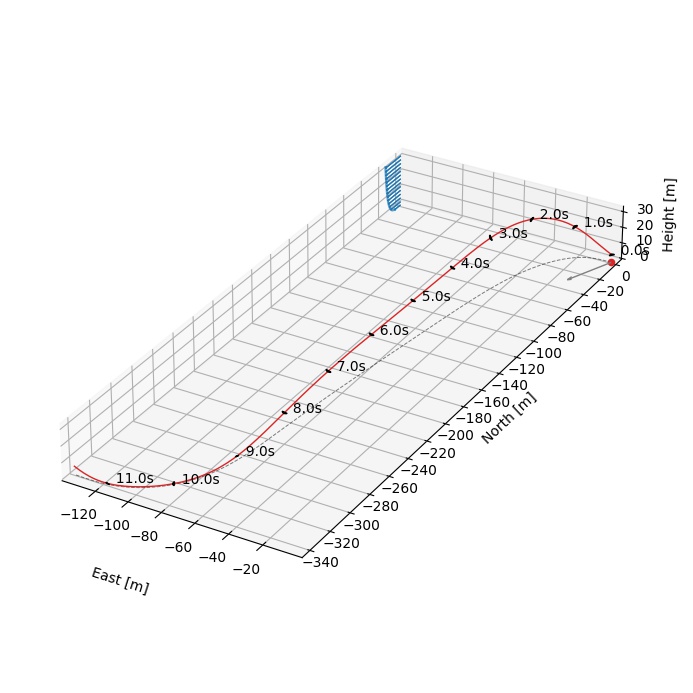 30
20
10
0
Height [m]
0.0s
1.0s
2.0s
3.0s
4.0s
5.0s
6.0s
7.0s
8.0s
9.0s
10.0s
11.0s
0
−20
−40
−60
−80
−100
−120
−140
−160
−180
−200
−220
−240
−260
−280
−300
−320
−340
North [m]
−120
−100
−80
−60
−40
−20
East [m]